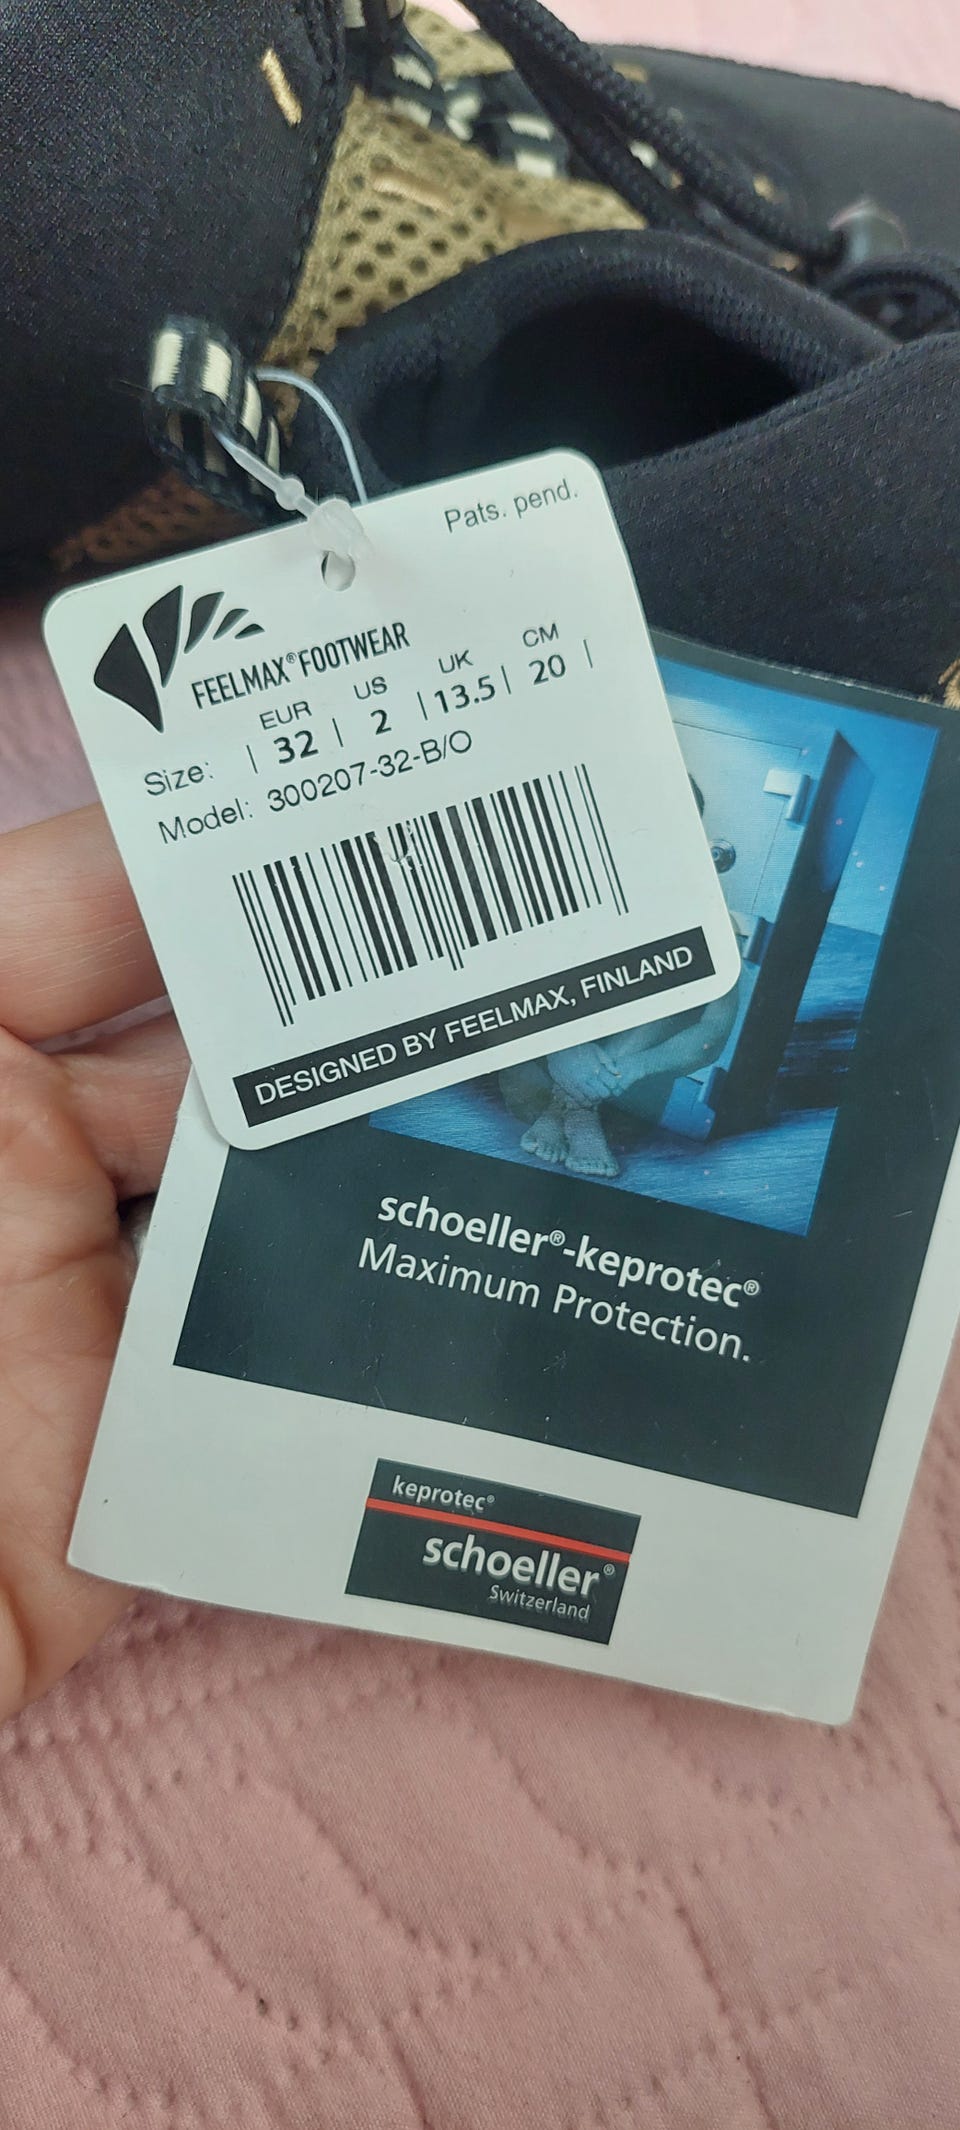 Pats. pend.
FEELMAX® FOOTWEAR
EUR US UK CM
Size: | 32 | 2 | 13.5 | 20 |
Model: 300207-32-B/O
DESIGNED BY FEELMAX, FINLAND
schoeller®-keprotec®
Maximum Protection.
keprotec®
schoeller®
Switzerland